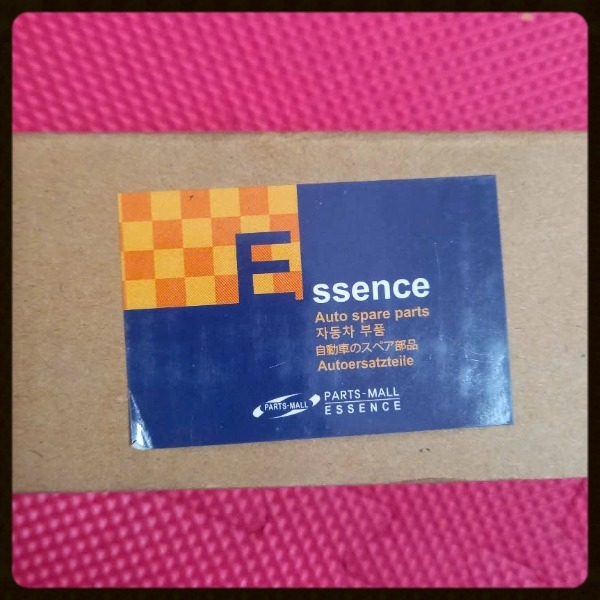 Essence
Auto spare parts
자동차 부품
自動車のスペア部品
Autoersatzteile
PARTS-MALL
PARTS-MALL
ESSENCE